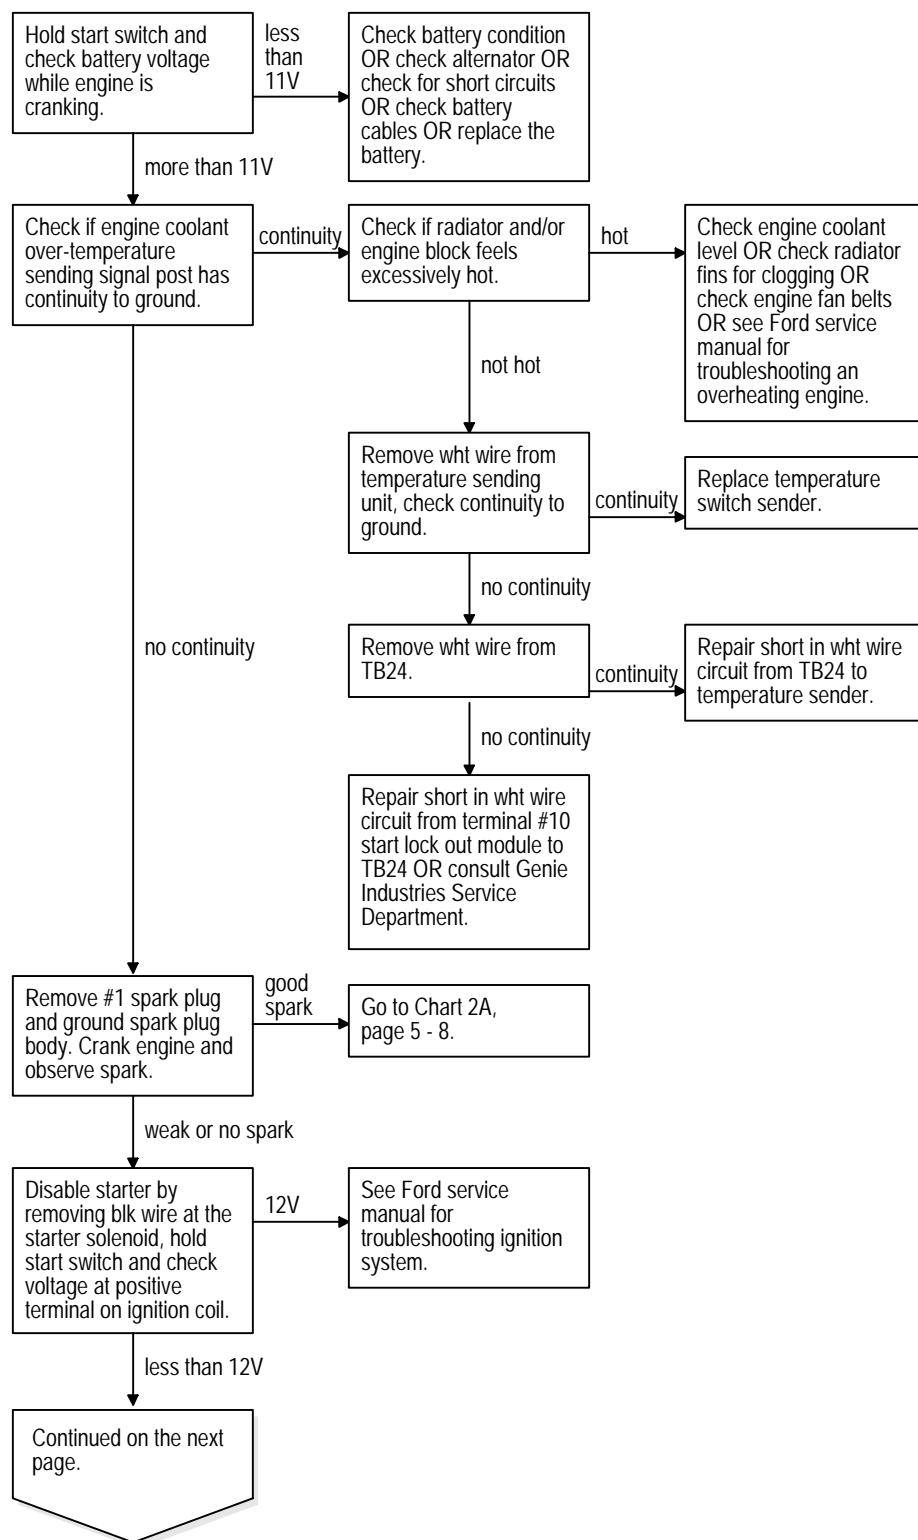 Hold start switch and
check battery voltage
while engine is
cranking.
less
than
11V
Check battery condition
OR check alternator OR
check for short circuits
OR check battery
cables OR replace the
battery.
more than 11V
Check if engine coolant
over-temperature
sending signal post has
continuity to ground.
continuity
Check if radiator and/or
engine block feels
excessively hot.
hot
Check engine coolant
level OR check radiator
fins for clogging OR
check engine fan belts
OR see Ford service
manual for
troubleshooting an
overheating engine.
not hot
Remove wht wire from
temperature sending
unit, check continuity to
ground.
continuity
Replace temperature
switch sender.
no continuity
no continuity
Remove wht wire from
TB24.
continuity
Repair short in wht wire
circuit from TB24 to
temperature sender.
no continuity
Repair short in wht wire
circuit from terminal #10
start lock out module to
TB24 OR consult Genie
Industries Service
Department.
Remove #1 spark plug
and ground spark plug
body. Crank engine and
observe spark.
good
spark
Go to Chart 2A,
page 5 - 8.
weak or no spark
Disable starter by
removing blk wire at the
starter solenoid, hold
start switch and check
voltage at positive
terminal on ignition coil.
12V
See Ford service
manual for
troubleshooting ignition
system.
less than 12V
Continued on the next
page.